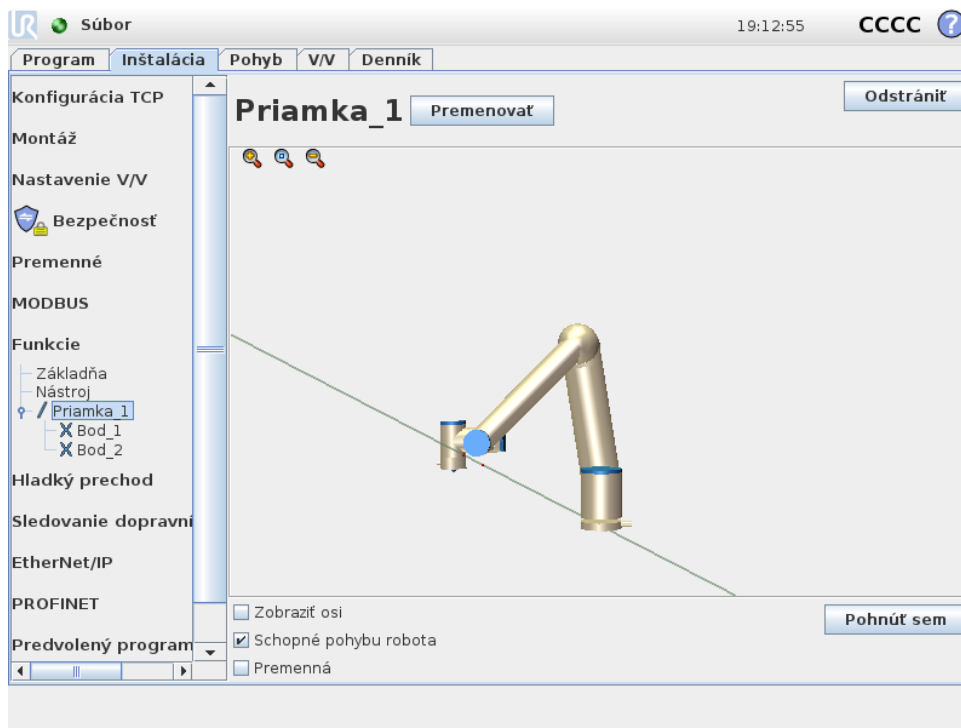 UR Súbor 19:12:55 CCCC ?
Program Inštalácia Pohyb V/V Denník
Konfigurácia TCP
Montáž
Nastavenie V/V
Bezpečnosť
Premenné
MODBUS
Funkcie
Základňa
Nástroj
Priamka_1
Bod_1
Bod_2
Hladký prechod
Sledovanie dopravní
EtherNet/IP
PROFINET
Predvolený program
Priamka_1 Premenovať Odstrániť
Zobraziť osi
Schopné pohybu robota
Premenná
Pohnúť sem